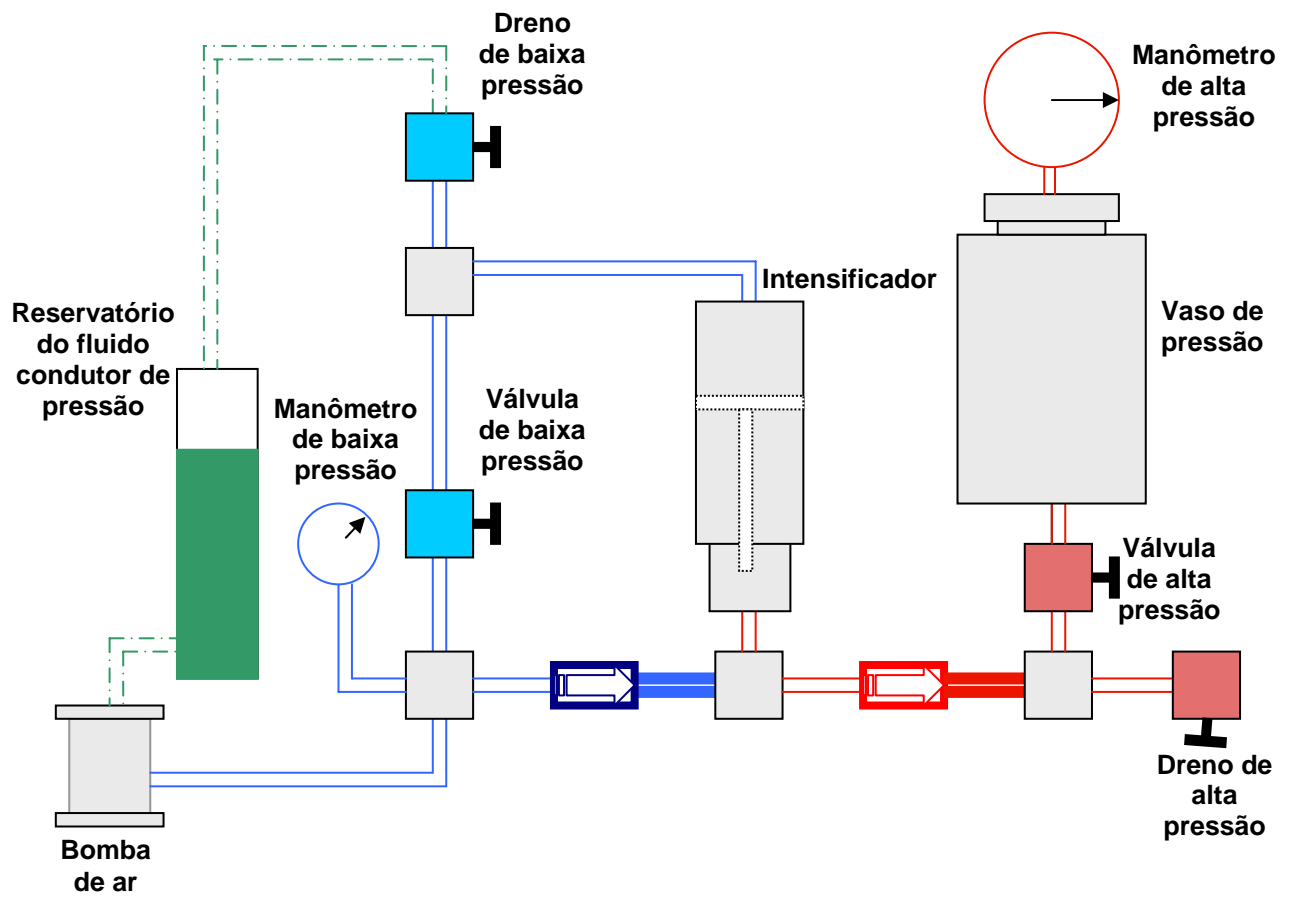 Dreno
de baixa
pressão
Manômetro
de alta
pressão
Intensificador
Reservatório
do fluido
condutor de
pressão
Vaso de
pressão
Manômetro
de baixa
pressão
Válvula
de baixa
pressão
Válvula
de alta
pressão
Dreno de
alta
pressão
Bomba
de ar